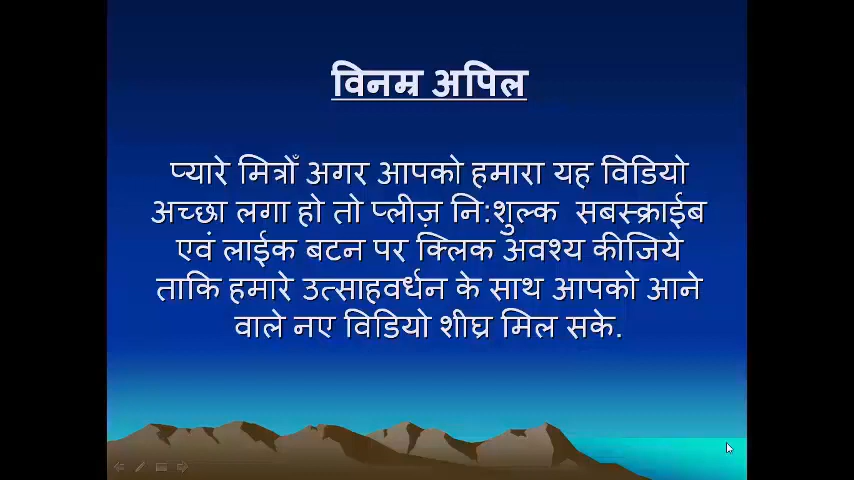 विनम्र अपिल
प्यारे मित्रोँ अगर आपको हमारा यह विडियो
अच्छा लगा हो तो प्लीज़ नि:शुल्क सबस्क्राईब
एवं लाईक बटन पर क्लिक अवश्य कीजिये
ताकि हमारे उत्साहवर्धन के साथ आपको आने
वाले नए विडियो शीघ्र मिल सके.